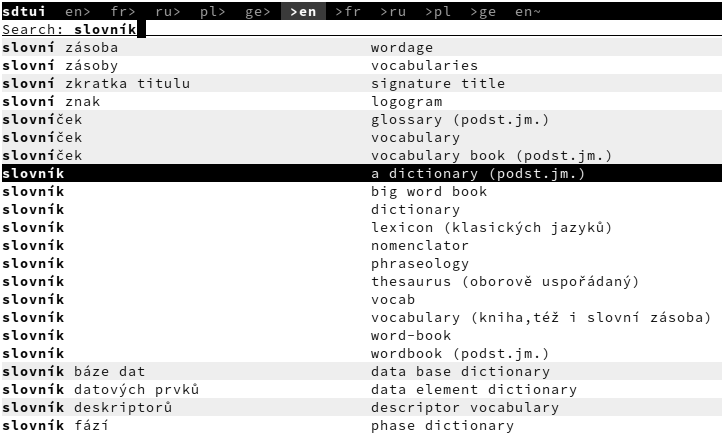 sdtui en> fr> ru> pl> ge> >en >fr >ru >pl >ge en~
Search: slovník
slovní zásoba wordage
slovní zásoby vocabularies
slovní zkratka titulu signature title
slovní znak logogram
slovníček glossary (podst.jm.)
slovníček vocabulary
slovníček vocabulary book (podst.jm.)
slovník a dictionary (podst.jm.)
slovník big word book
slovník dictionary
slovník lexicon (klasických jazyků)
slovník nomenclator
slovník phraseology
slovník thesaurus (oborově uspořádaný)
slovník vocab
slovník vocabulary (kniha,též i slovní zásoba)
slovník word-book
slovník wordbook (podst.jm.)
slovník báze dat data base dictionary
slovník datových prvků data element dictionary
slovník deskriptorů descriptor vocabulary
slovník fází phase dictionary